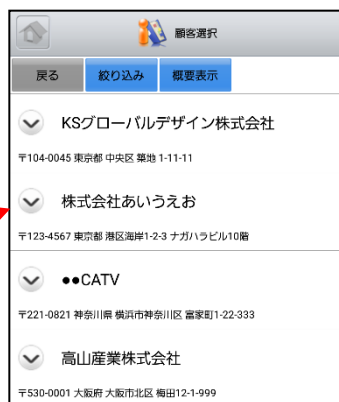 顧客選択
戻る 絞り込み 概要表示
KSグローバルデザイン株式会社
〒104-0045 東京都 中央区 築地 1-11-11
株式会社あいうえお
〒123-4567 東京都 港区海岸1-2-3 ナガハラビル10階
●●CATV
〒221-0821 神奈川県 横浜市神奈川区 富家町1-22-333
高山産業株式会社
〒530-0001 大阪府 大阪市北区 梅田12-1-999